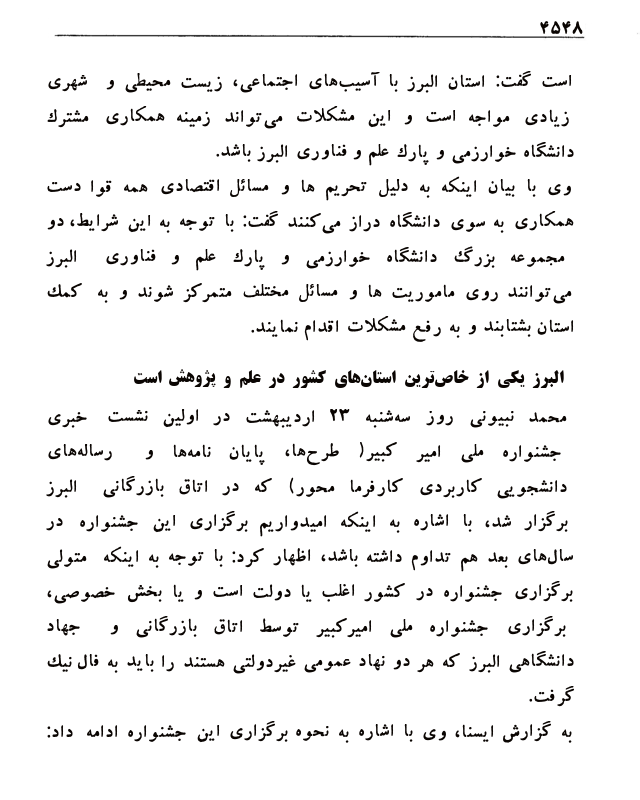 ۴۵۴۸
است گفت: استان البرز با آسیب‌های اجتماعی، زیست محیطی و شهری
زیادی مواجه است و این مشکلات می‌تواند زمینه همکاری مشترك
دانشگاه خوارزمی و پارك علم و فناوری البرز باشد.
وی با بیان اینکه به دلیل تحریم ها و مسائل اقتصادی همه قوا دست
همکاری به سوی دانشگاه دراز می‌کنند گفت: با توجه به این شرایط، دو
مجموعه بزرگ دانشگاه خوارزمی و پارك علم و فناوری البرز
می‌توانند روی ماموریت ها و مسائل مختلف متمرکز شوند و به کمك
استان بشتابند و به رفع مشکلات اقدام نمایند.
البرز یکی از خاص‌ترین استان‌های کشور در علم و پژوهش است
محمد نبیونی روز سه‌شنبه ۲۳ اردیبهشت در اولین نشست خبری
جشنواره ملی امیر کبیر( طرح‌ها، پایان نامه‌ها و رساله‌های
دانشجویی کاربردی کارفرما محور) که در اتاق بازرگانی البرز
برگزار شد، با اشاره به اینکه امیدواریم برگزاری این جشنواره در
سال‌های بعد هم تداوم داشته باشد، اظهار کرد: با توجه به اینکه متولی
برگزاری جشنواره در کشور اغلب یا دولت است و یا بخش خصوصی،
برگزاری جشنواره ملی امیرکبیر توسط اتاق بازرگانی و جهاد
دانشگاهی البرز که هر دو نهاد عمومی غیردولتی هستند را باید به فال نیك
گرفت.
به گزارش ایسنا، وی با اشاره به نحوه برگزاری این جشنواره ادامه داد: